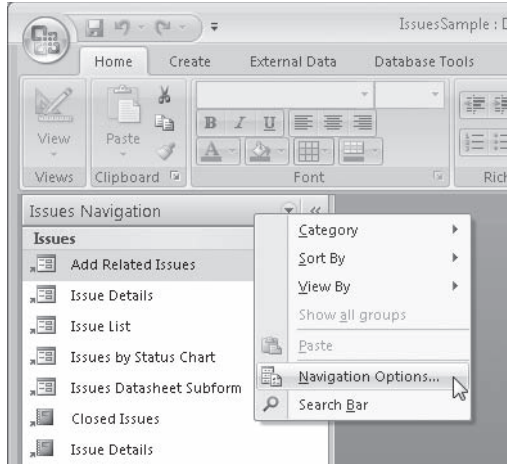 IssuesSample : D
Home Create External Data Database Tools
View Paste B I U A
Views Clipboard Font Rich
Issues Navigation
Issues
Add Related Issues
Issue Details
Issue List
Issues by Status Chart
Issues Datasheet Subform
Closed Issues
Issue Details
Category
Sort By
View By
Show all groups
Paste
Navigation Options...
Search Bar